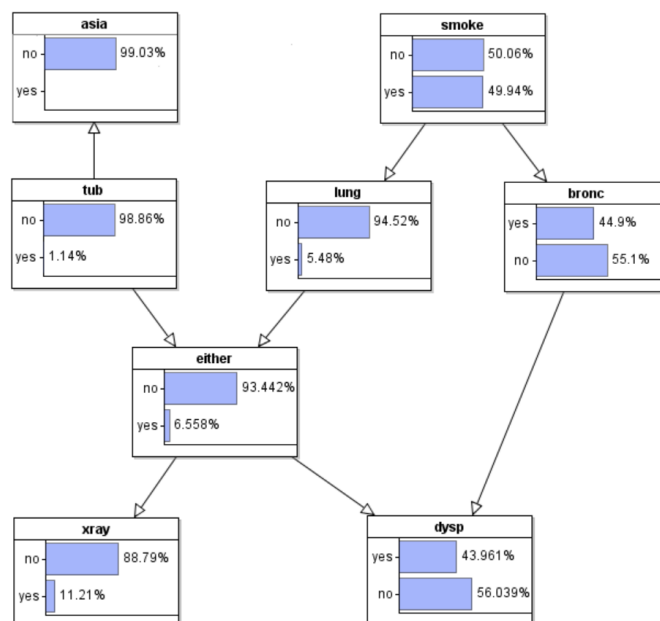 asia
no 99.03%
yes
smoke
no 50.06%
yes 49.94%
tub
no 98.86%
yes 1.14%
lung
no 94.52%
yes 5.48%
bronc
yes 44.9%
no 55.1%
either
no 93.442%
yes 6.558%
xray
no 88.79%
yes 11.21%
dysp
yes 43.961%
no 56.039%